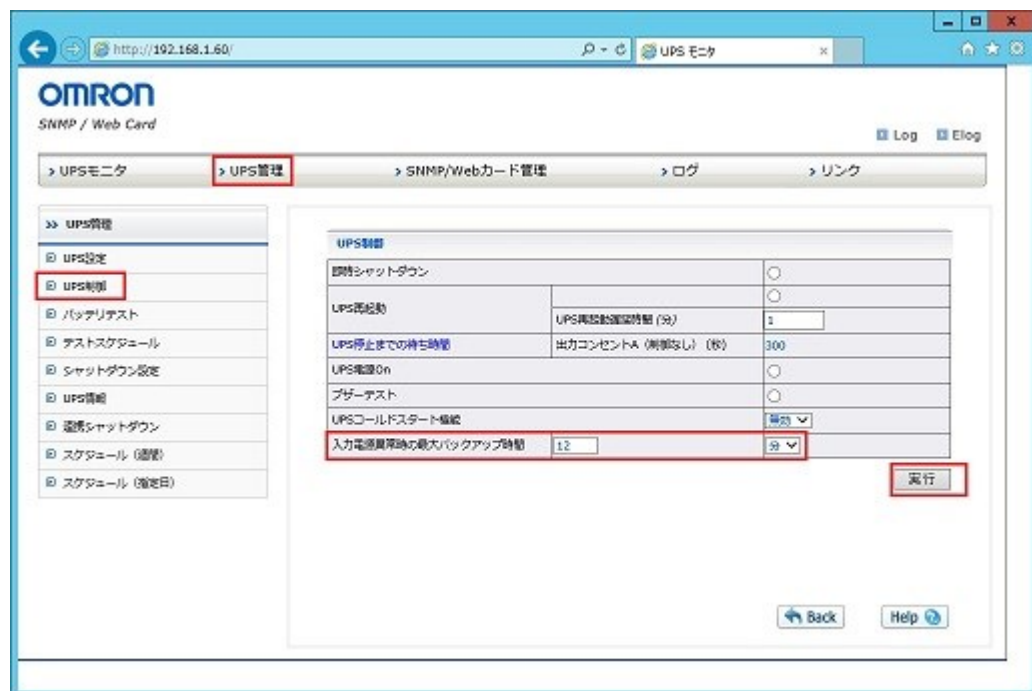 http://192.168.1.60/
UPS モニタ
OMRON
SNMP / Web Card
Log Elog
UPSモニタ UPS管理 SNMP/Webカード管理 ログ リンク
UPS管理
UPS設定
UPS制御
バッテリテスト
テストスケジュール
シャットダウン設定
UPS情報
連携シャットダウン
スケジュール (週間)
スケジュール (指定日)
UPS制御
即時シャットダウン
UPS再起動
UPS再起動遅延時間 (分) 1
UPS停止までの待ち時間 出力コンセントA (制御なし) (秒) 300
UPS電源On
ブザーテスト
UPSコールドスタート機能
入力電源異常時の最大バックアップ時間 12 分
実行
Back Help